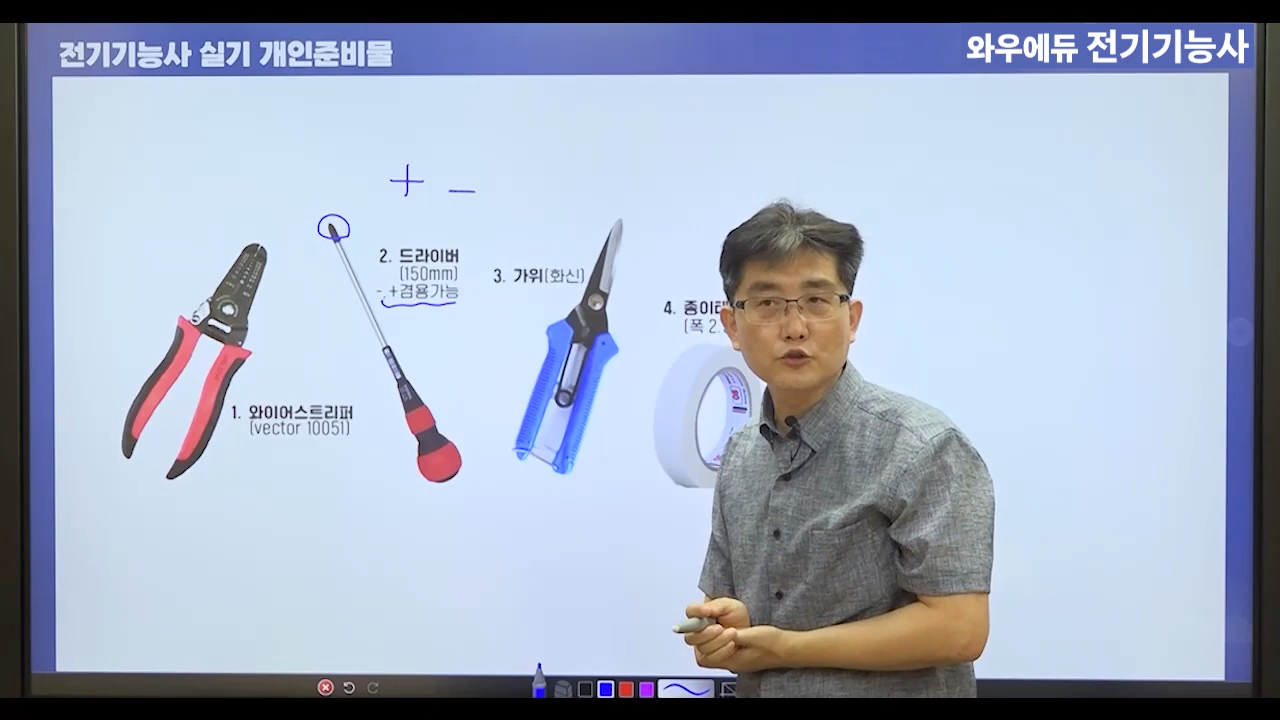 전기기능사 실기 개인준비물
와우에듀 전기기능사
+ -
2. 드라이버
(150mm)
-,+겸용가능
3. 가위(화신)
4. 종이테
(폭 2.
1. 와이어스트리퍼
(vector 10051)